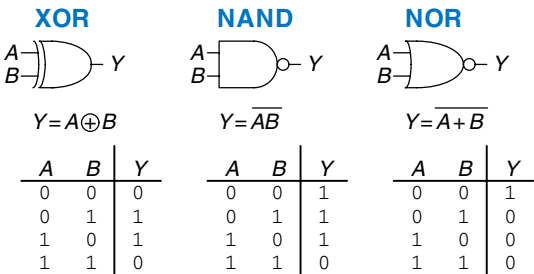 XOR NAND NOR
A B Y A B Y A B Y
Y = A ⊕ B Y = \overline{AB} Y = \overline{A + B}
A B Y A B Y A B Y
0 0 0 0 0 1 0 0 1
0 1 1 0 1 1 0 1 0
1 0 1 1 0 1 1 0 0
1 1 0 1 1 0 1 1 0